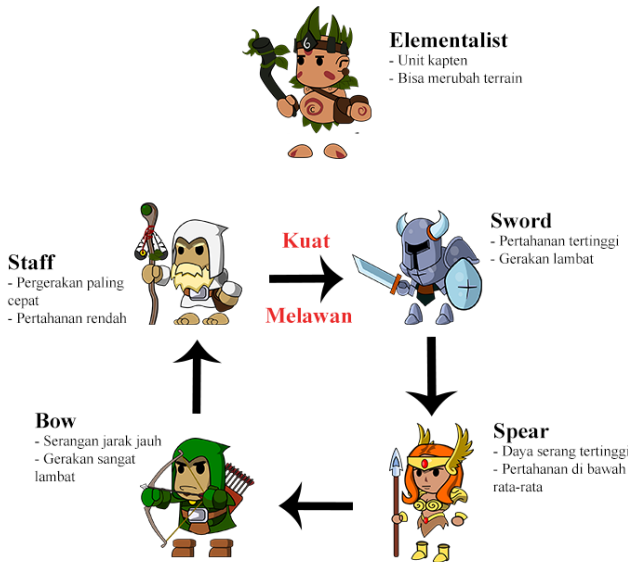 Elementalist
- Unit kapten
- Bisa merubah terrain
Staff
- Pergerakan paling
cepat
- Pertahanan rendah
Kuat
Melawan
Sword
- Pertahanan tertinggi
- Gerakan lambat
Bow
- Serangan jarak jauh
- Gerakan sangat
lambat
Spear
- Daya serang tertinggi
- Pertahanan di bawah
rata-rata